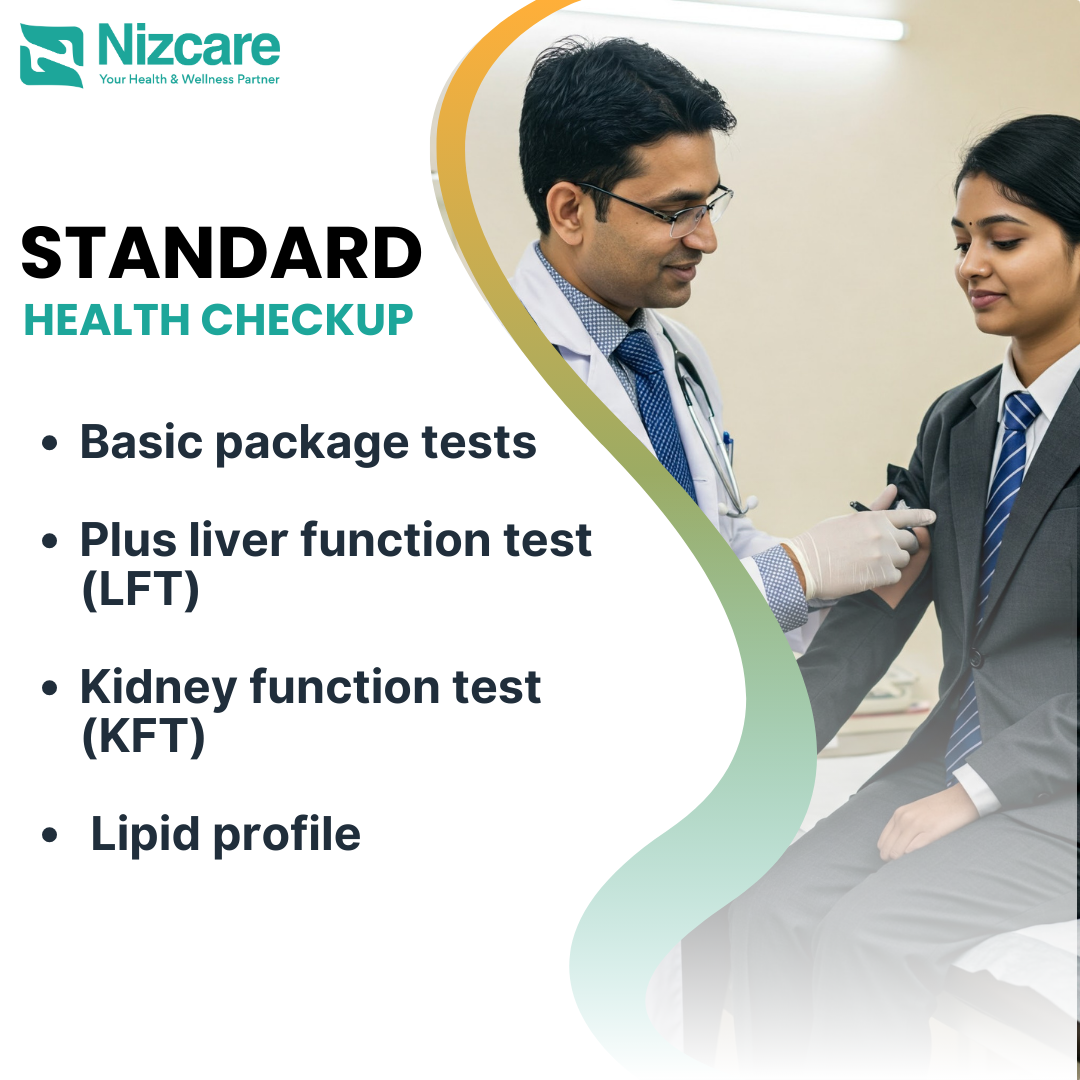 Nizcare
Your Health & Wellness Partner
STANDARD
HEALTH CHECKUP
• Basic package tests
• Plus liver function test
(LFT)
• Kidney function test
(KFT)
• Lipid profile